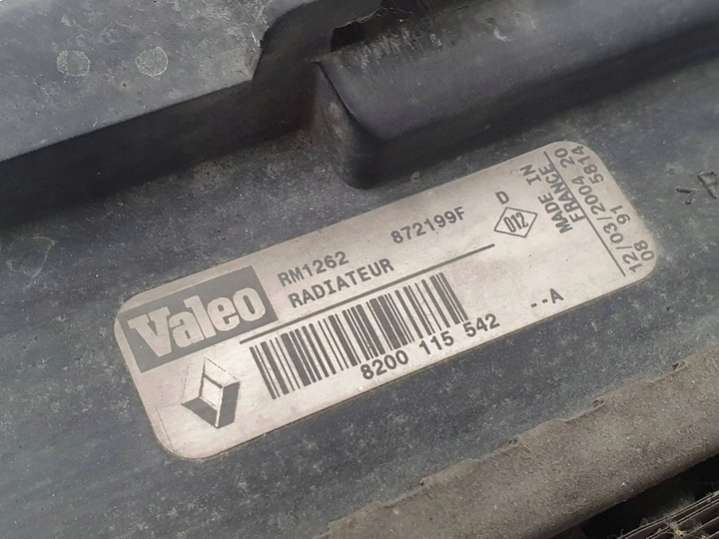 Valeo
RM1262 872199F D
RADIATEUR
012
MADE IN
FRANCE
12/03/2004 20
08 91 5814
8200 115 542 --A